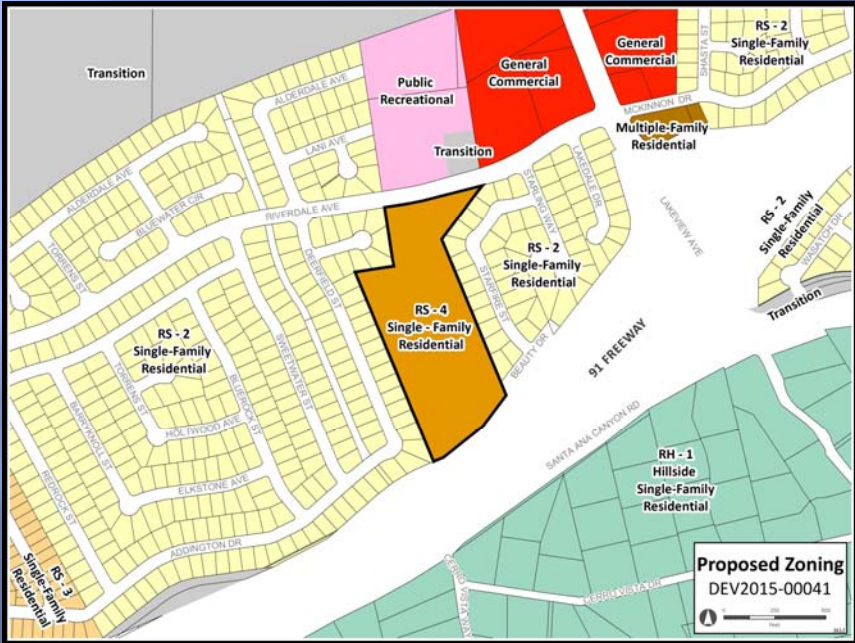 Transition
Public
Recreational
General
Commercial
General
Commercial
SHASTA ST
RS - 2
Single-Family
Residential
ALDERDALE AVE
MCKINNON DR
Multiple-Family
Residential
LANI AVE
Transition
ALDERDALE AVE
BLUEWATER CIR
RIVERDALE AVE
STARLING WAY
LAKEDALE DR
LAKEVIEW AVE
RS - 2
Single-Family
Residential
WASATCH DR
TORRENS ST
DEERFIELD ST
RS - 2
Single-Family
Residential
STARFIRE ST
Transition
RS - 4
Single - Family
Residential
RS - 2
Single-Family
Residential
SWEETWATER ST
BEAUTY DR
91 FREEWAY
TORRENS ST
BLUEROCK ST
BARRYKNOLL ST
HOLTWOOD AVE
SANTA ANA CANYON RD
RH - 1
Hillside
Single-Family
Residential
REDROCK ST
ELKSTONE AVE
ADDINGTON DR
RS - 3
Single-Family
Residential
CERRO VISTA WAY
CERRO VISTA DR
Proposed Zoning
DEV2015-00041
0 250 500
Feet